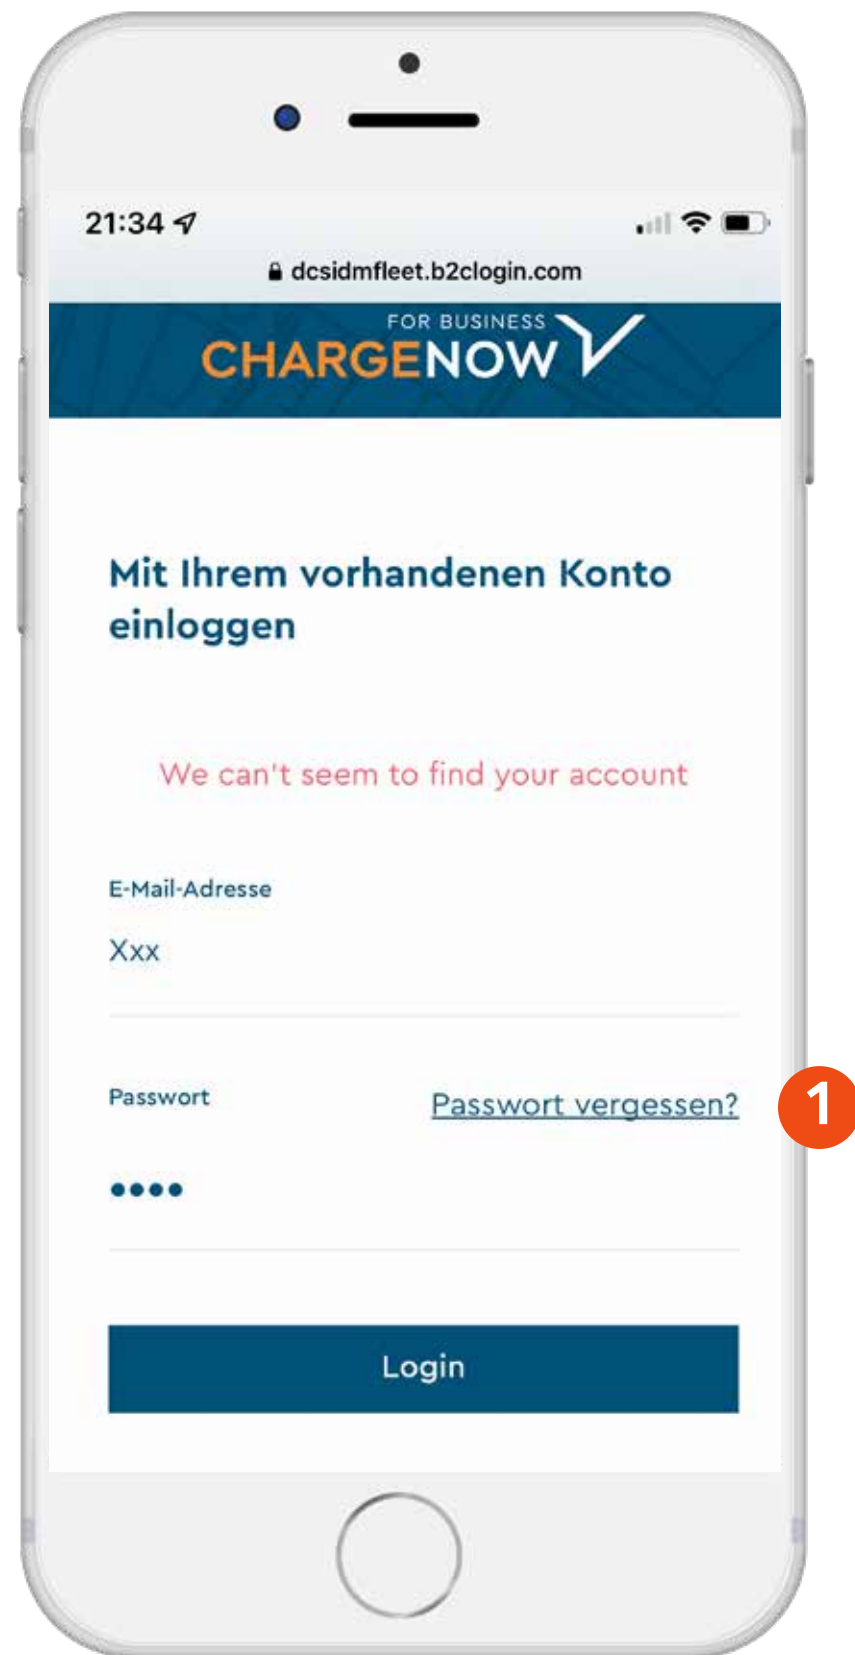 21:34
dcsidmfleet.b2clogin.com
FOR BUSINESS
CHARGENOW
Mit Ihrem vorhandenen Konto
einloggen
We can't seem to find your account
E-Mail-Adresse
Xxx
Passwort
Passwort vergessen?
1
••••
Login